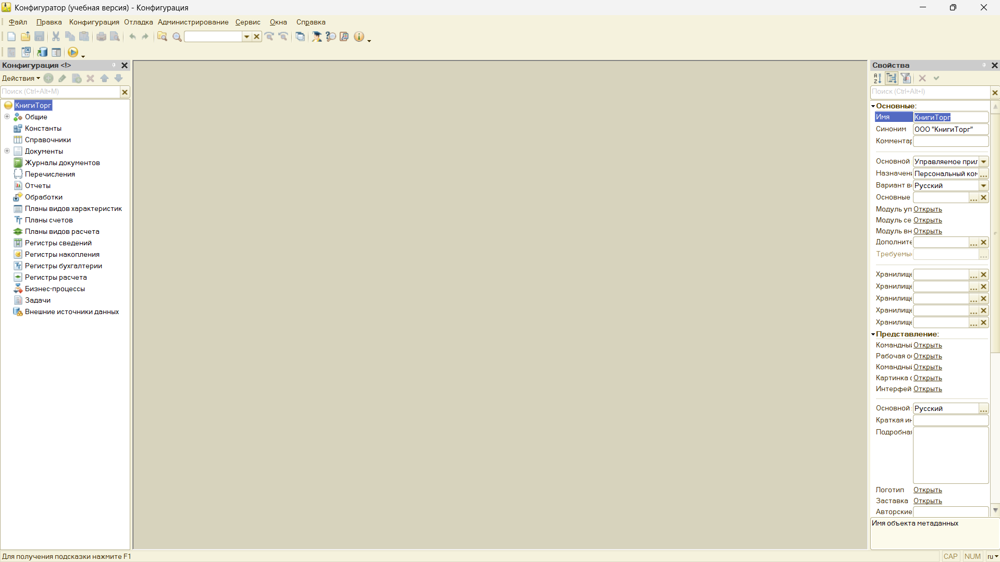 Конфигуратор (учебная версия) - Конфигурация
Файл Правка Конфигурация Отладка Администрирование Сервис Окна Справка
Конфигурация <!>
Действия
Поиск (Ctrl+Alt+M)
КнигиТорг
Общие
Константы
Справочники
Документы
Журналы документов
Перечисления
Отчеты
Обработки
Планы видов характеристик
Планы счетов
Планы видов расчета
Регистры сведений
Регистры накопления
Регистры бухгалтерии
Регистры расчета
Бизнес-процессы
Задачи
Внешние источники данных
Свойства
Поиск (Ctrl+Alt+I)
Основные:
Имя КнигиТорг
Синоним ООО "КнигиТорг"
Комментар
Основной Управляемое прил
Назначени Персональный ком
Вариант в Русский
Основные
Модуль уп Открыть
Модуль се Открыть
Модуль вн Открыть
Дополните
Требуемы
Хранилище
Хранилище
Хранилище
Хранилище
Хранилище
Представление:
Командны Открыть
Рабочая о Открыть
Командны Открыть
Картинка с Открыть
Интерфей Открыть
Основной Русский
Краткая ин
Подробная
Логотип Открыть
Заставка Открыть
Авторские
Имя объекта метаданных
Для получения подсказки нажмите F1
CAP NUM ru